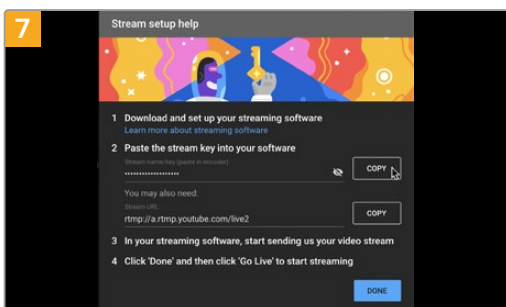 7
Stream setup help
1 Download and set up your streaming software
Learn more about streaming software
2 Paste the stream key into your software
Stream name/key (paste in encoder)
••••••••••••••••••••
COPY
You may also need:
Stream URL
rtmp://a.rtmp.youtube.com/live2
COPY
3 In your streaming software, start sending us your video stream
4 Click 'Done' and then click 'Go Live' to start streaming
DONE